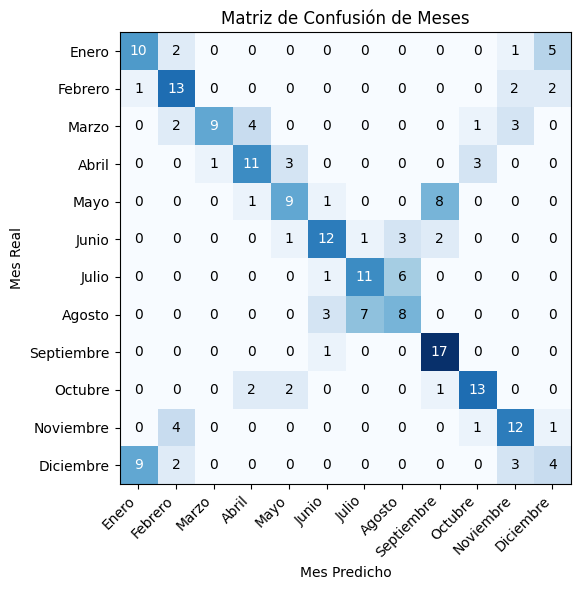 Matriz de Confusión de Meses
Mes Real
Enero 10 2 0 0 0 0 0 0 0 0 1 5
Febrero 1 13 0 0 0 0 0 0 0 0 2 2
Marzo 0 2 9 4 0 0 0 0 0 1 3 0
Abril 0 0 1 11 3 0 0 0 0 3 0 0
Mayo 0 0 0 1 9 1 0 0 8 0 0 0
Junio 0 0 0 0 1 12 1 3 2 0 0 0
Julio 0 0 0 0 0 1 11 6 0 0 0 0
Agosto 0 0 0 0 0 3 7 8 0 0 0 0
Septiembre 0 0 0 0 0 1 0 0 17 0 0 0
Octubre 0 0 0 2 2 0 0 0 1 13 0 0
Noviembre 0 4 0 0 0 0 0 0 0 1 12 1
Diciembre 9 2 0 0 0 0 0 0 0 0 3 4
Enero Febrero Marzo Abril Mayo Junio Julio Agosto Septiembre Octubre Noviembre Diciembre
Mes Predicho